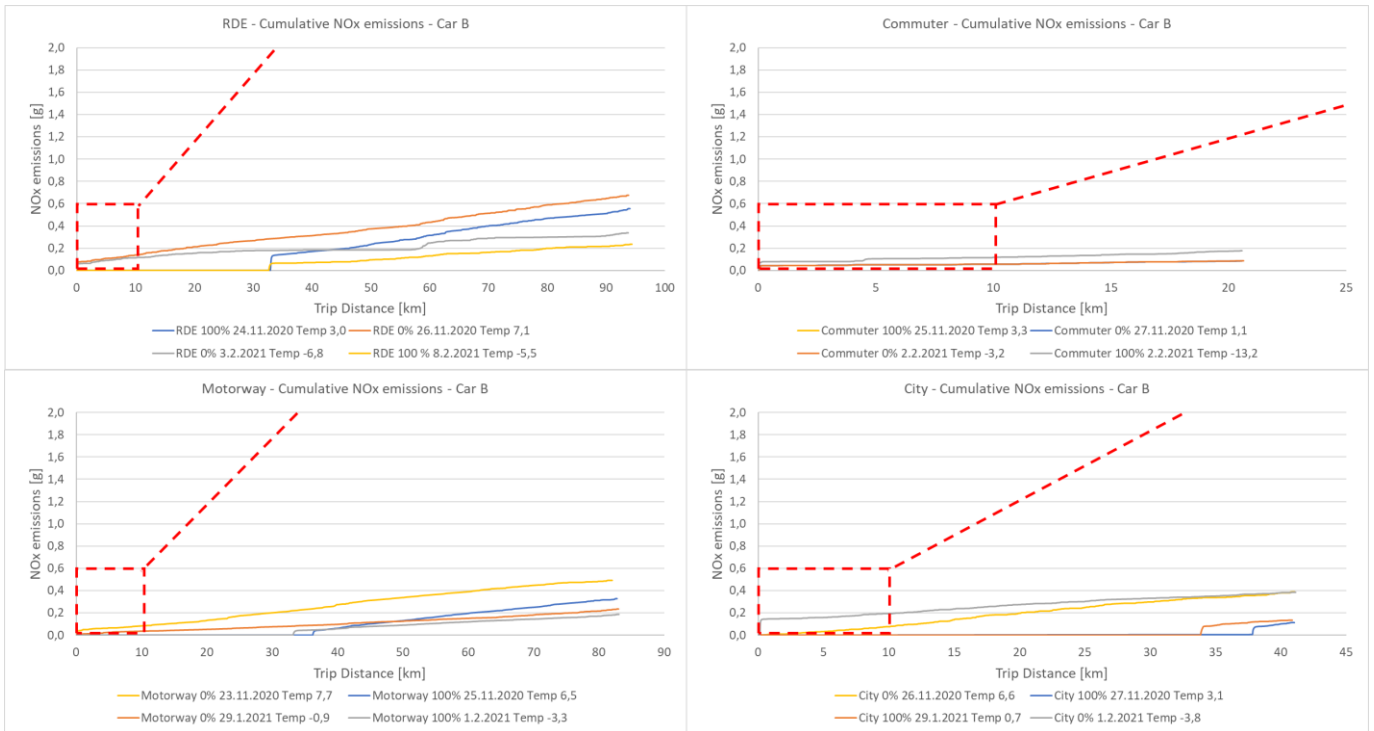 RDE - Cumulative NOx emissions - Car B
2,0
1,8
1,6
1,4
1,2
1,0
0,8
0,6
0,4
0,2
0,0
NOx emissions [g]
0 10 20 30 40 50 60 70 80 90 100
Trip Distance [km]
RDE 100% 24.11.2020 Temp 3,0 RDE 0% 26.11.2020 Temp 7,1
RDE 0% 3.2.2021 Temp -6,8 RDE 100 % 8.2.2021 Temp -5,5
Commuter - Cumulative NOx emissions - Car B
2,0
1,8
1,6
1,4
1,2
1,0
0,8
0,6
0,4
0,2
0,0
NOx emissions [g]
0 5 10 15 20 25
Trip Distance [km]
Commuter 100% 25.11.2020 Temp 3,3 Commuter 0% 27.11.2020 Temp 1,1
Commuter 0% 2.2.2021 Temp -3,2 Commuter 100% 2.2.2021 Temp -13,2
Motorway - Cumulative NOx emissions - Car B
2,0
1,8
1,6
1,4
1,2
1,0
0,8
0,6
0,4
0,2
0,0
NOx emissions [g]
0 10 20 30 40 50 60 70 80 90
Trip Distance [km]
Motorway 0% 23.11.2020 Temp 7,7 Motorway 100% 25.11.2020 Temp 6,5
Motorway 0% 29.1.2021 Temp -0,9 Motorway 100% 1.2.2021 Temp -3,3
City - Cumulative NOx emissions - Car B
2,0
1,8
1,6
1,4
1,2
1,0
0,8
0,6
0,4
0,2
0,0
NOx emissions [g]
0 5 10 15 20 25 30 35 40 45
Trip Distance [km]
City 0% 26.11.2020 Temp 6,6 City 100% 27.11.2020 Temp 3,1
City 100% 29.1.2021 Temp 0,7 City 0% 1.2.2021 Temp -3,8